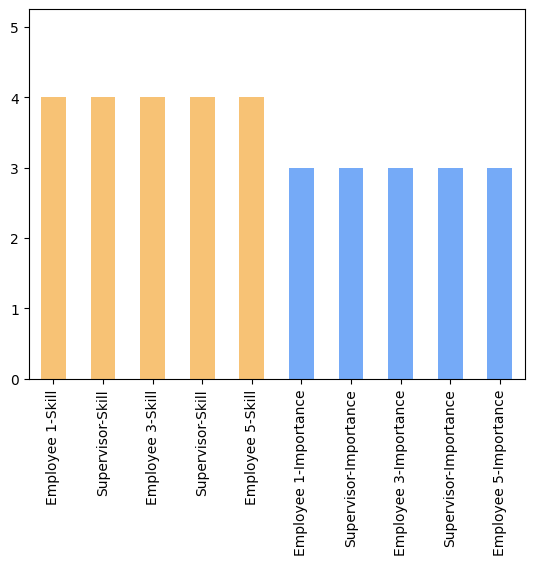 5
4
3
2
1
0
Employee 1-Skill
Supervisor-Skill
Employee 3-Skill
Supervisor-Skill
Employee 5-Skill
Employee 1-Importance
Supervisor-Importance
Employee 3-Importance
Supervisor-Importance
Employee 5-Importance